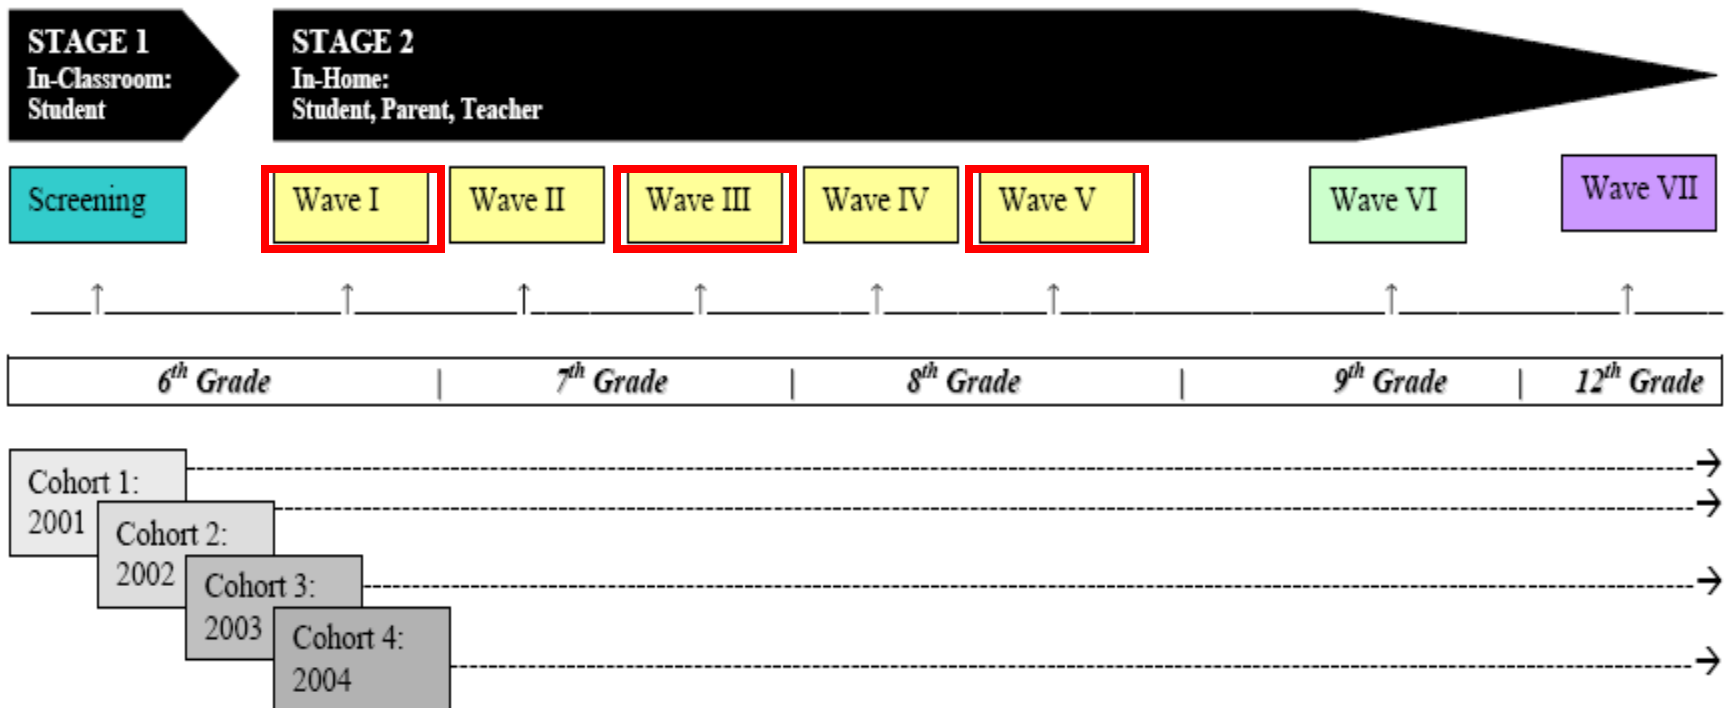 STAGE 1
In-Classroom:
Student
STAGE 2
In-Home:
Student, Parent, Teacher
Screening
Wave I
Wave II
Wave III
Wave IV
Wave V
Wave VI
Wave VII
6th Grade | 7th Grade | 8th Grade | 9th Grade | 12th Grade
Cohort 1:
2001
Cohort 2:
2002
Cohort 3:
2003
Cohort 4:
2004